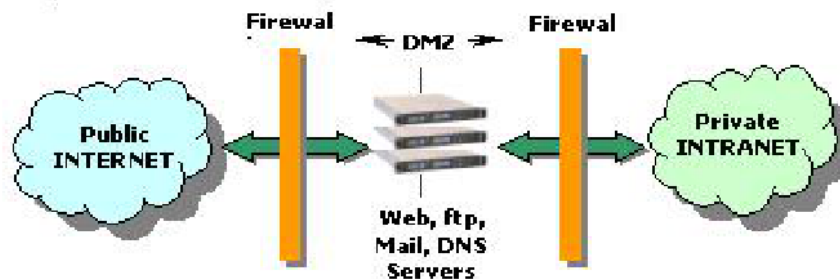 Firewal
DMZ
Firewal
Public
INTERNET
Private
INTRANET
Web, ftp,
Mail, DNS
Servers